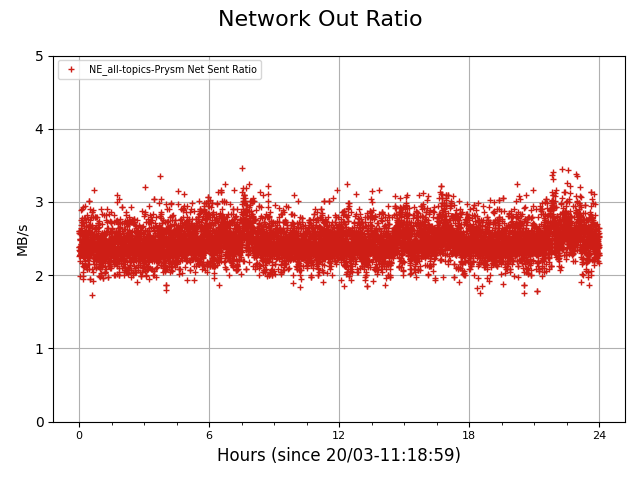 Network Out Ratio
NE_all-topics-Prysm Net Sent Ratio
MB/s
5
4
3
2
1
0
0 6 12 18 24
Hours (since 20/03-11:18:59)